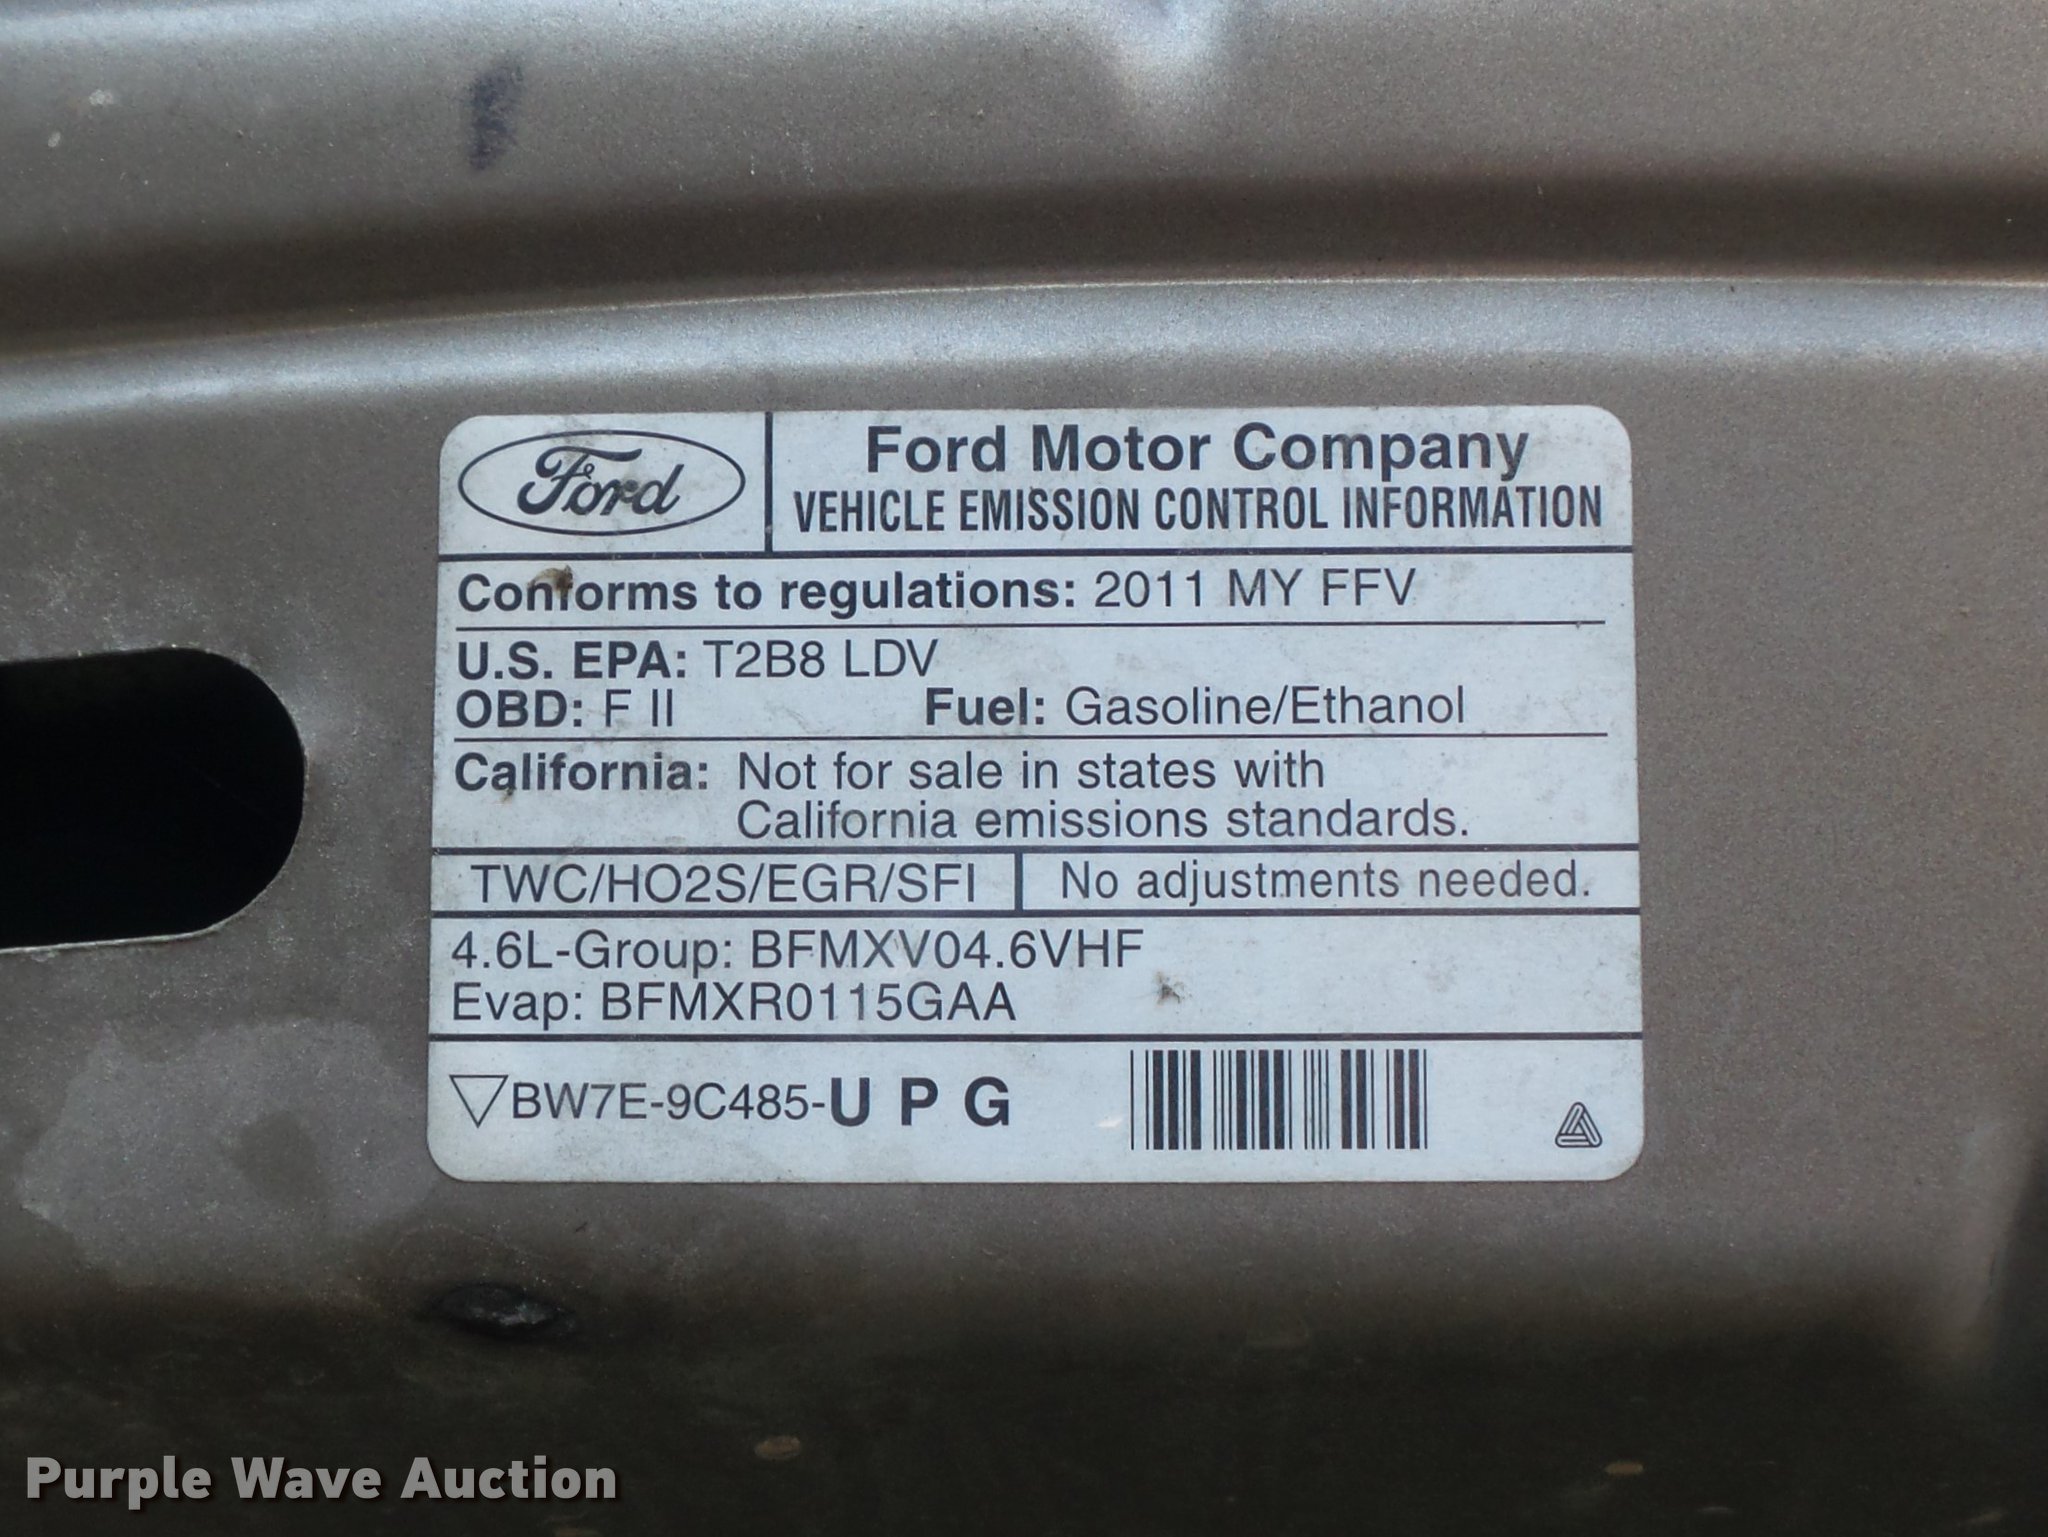 Ford
Ford Motor Company
VEHICLE EMISSION CONTROL INFORMATION
Conforms to regulations: 2011 MY FFV
U.S. EPA: T2B8 LDV
OBD: F II Fuel: Gasoline/Ethanol
California: Not for sale in states with
California emissions standards.
TWC/HO2S/EGR/SFI
No adjustments needed.
4.6L-Group: BFMXV04.6VHF
Evap: BFMXR0115GAA
BW7E-9C485-U P G
Purple Wave Auction